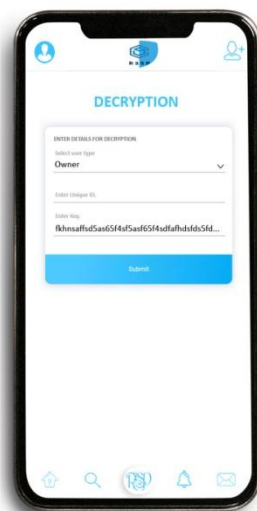 DECRYPTION
ENTER DETAILS FOR DECRYPTION
Select user type
Owner
Enter Unique ID.
Enter Key.
fkhnsaffsd5as65f4sf5asf65f4sdfafhdsfds5fd...
Submit